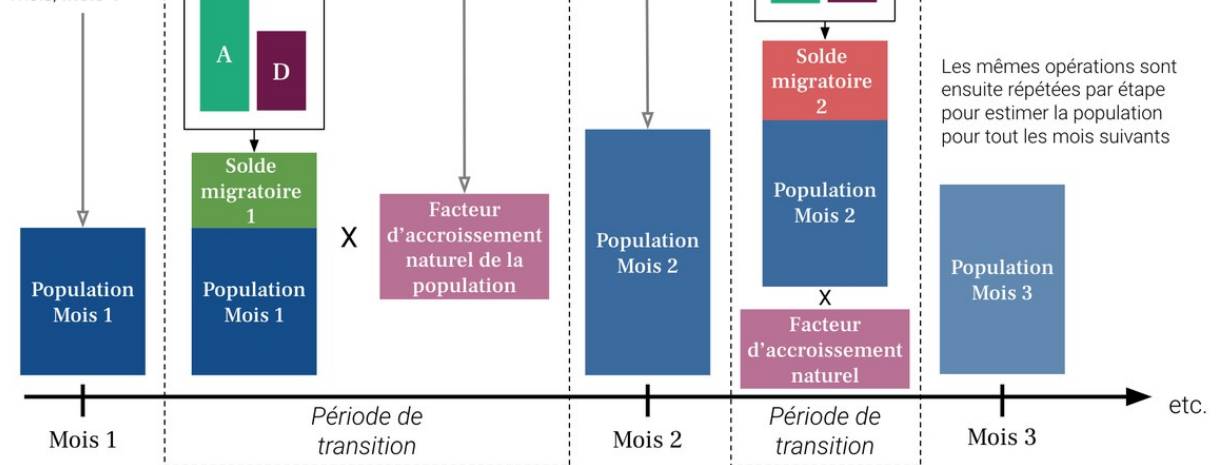 A
D
Solde
migratoire
1
Population
Mois 1
Population
Mois 1
X
Facteur
d'accroissement
naturel de la
population
Population
Mois 2
Solde
migratoire
2
Population
Mois 2
X
Facteur
d'accroissement
naturel
Les mêmes opérations sont
ensuite répétées par étape
pour estimer la population
pour tout les mois suivants
Population
Mois 3
etc.
Mois 1
Période de
transition
Mois 2
Période de
transition
Mois 3